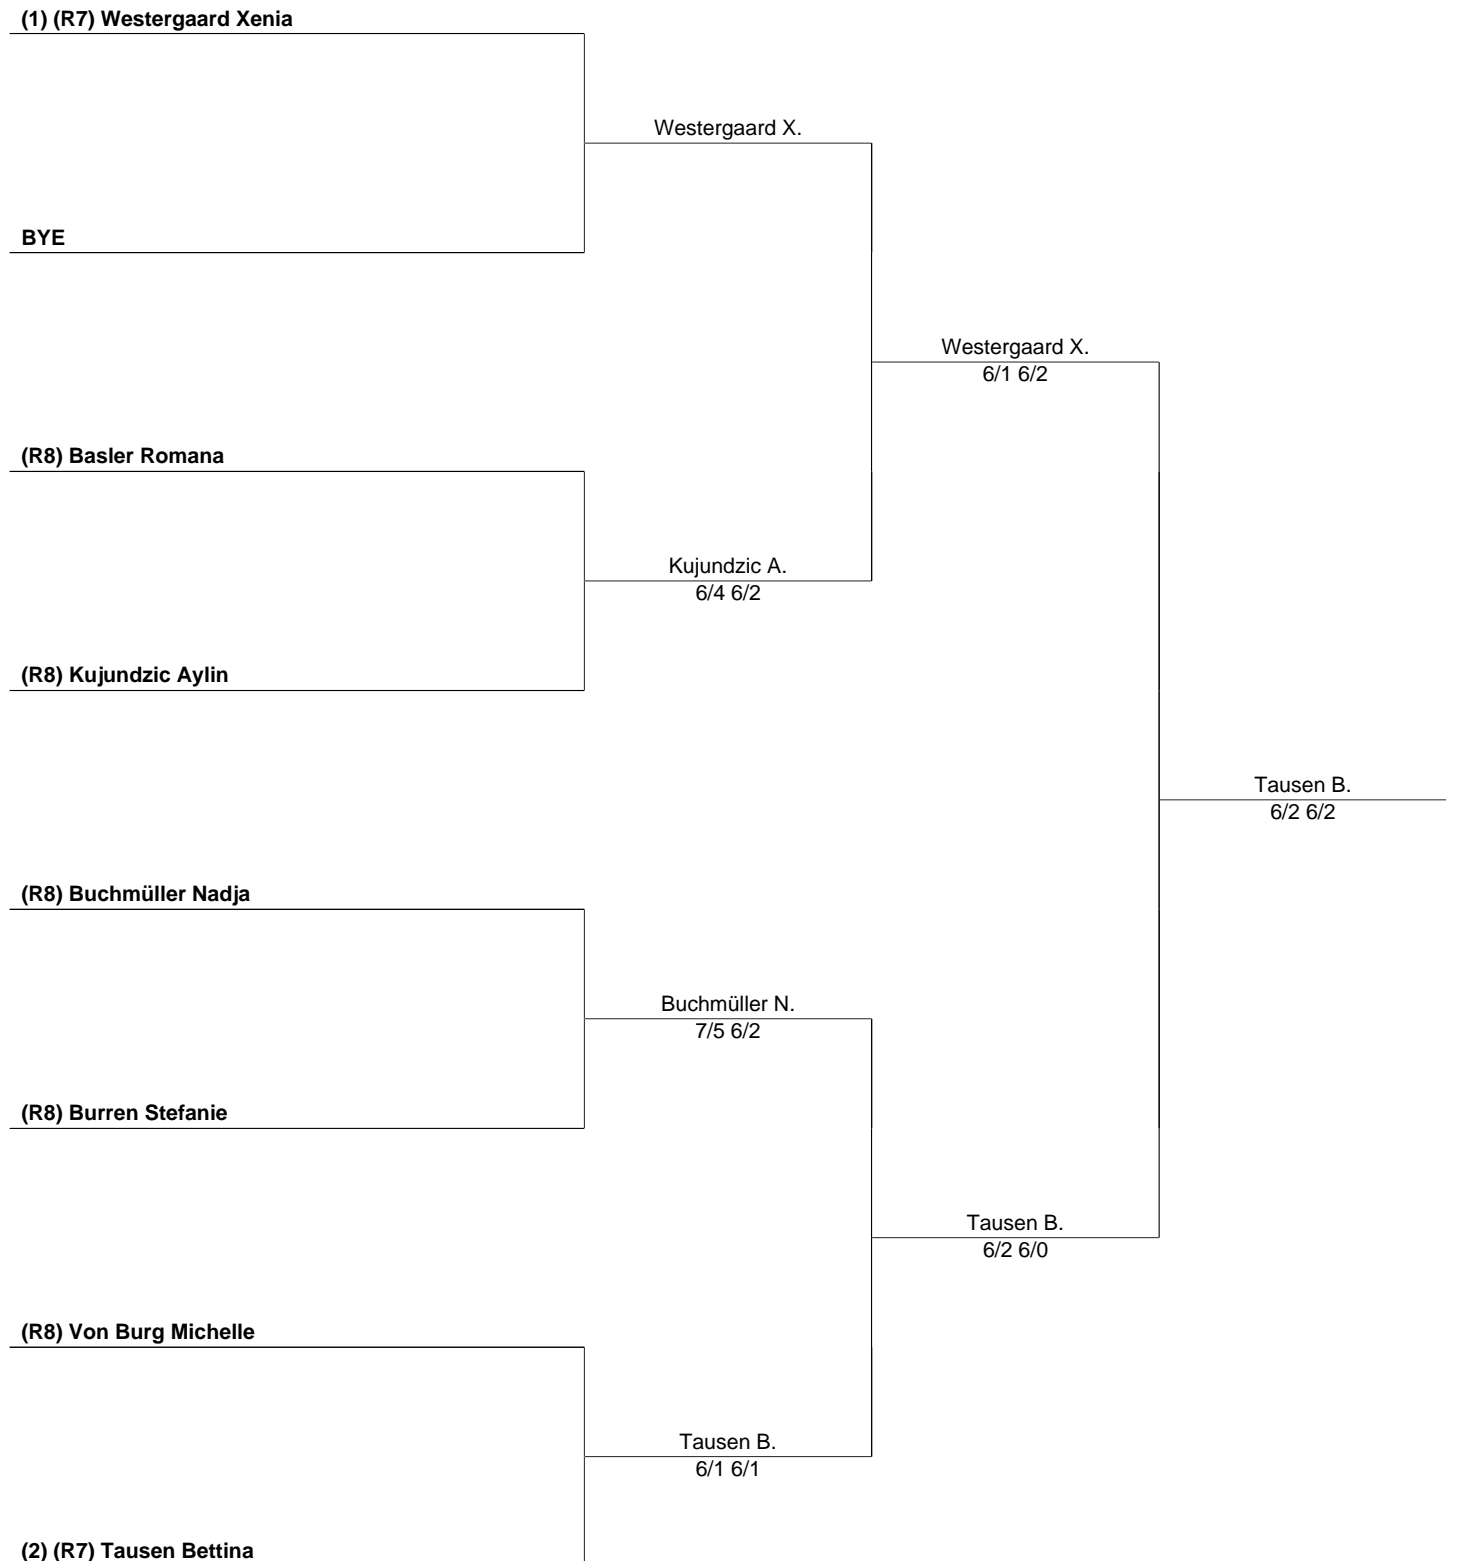 (1) (R7) Westergaard Xenia
Westergaard X.
BYE
Westergaard X.
6/1 6/2
(R8) Basler Romana
Kujundzic A.
6/4 6/2
(R8) Kujundzic Aylin
Tausen B.
6/2 6/2
(R8) Buchmüller Nadja
Buchmüller N.
7/5 6/2
(R8) Burren Stefanie
Tausen B.
6/2 6/0
(R8) Von Burg Michelle
Tausen B.
6/1 6/1
(2) (R7) Tausen Bettina